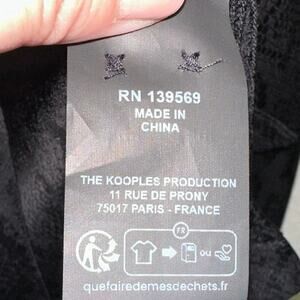 RN 139569
MADE IN
CHINA
THE KOOPLES PRODUCTION
11 RUE DE PRONY
75017 PARIS - FRANCE
FR
ou
quefairedemesdechets.fr